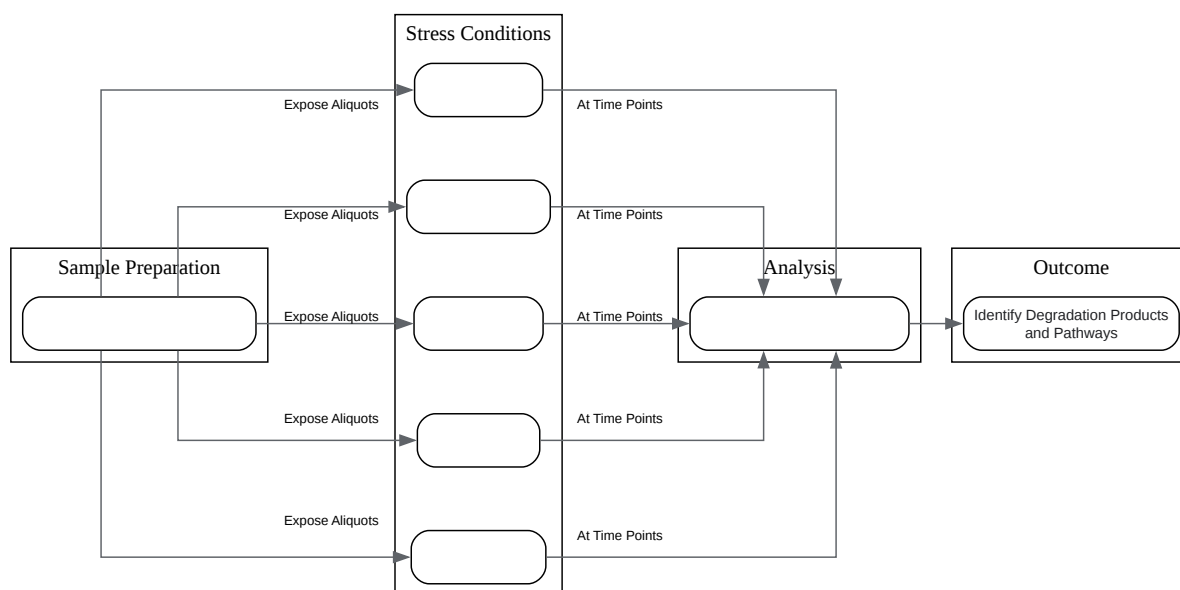 Stress Conditions
Expose Aliquots
At Time Points
Expose Aliquots
At Time Points
Sample Preparation
Analysis
Outcome
Expose Aliquots
At Time Points
Identify Degradation Products
and Pathways
Expose Aliquots
At Time Points
Expose Aliquots
At Time Points